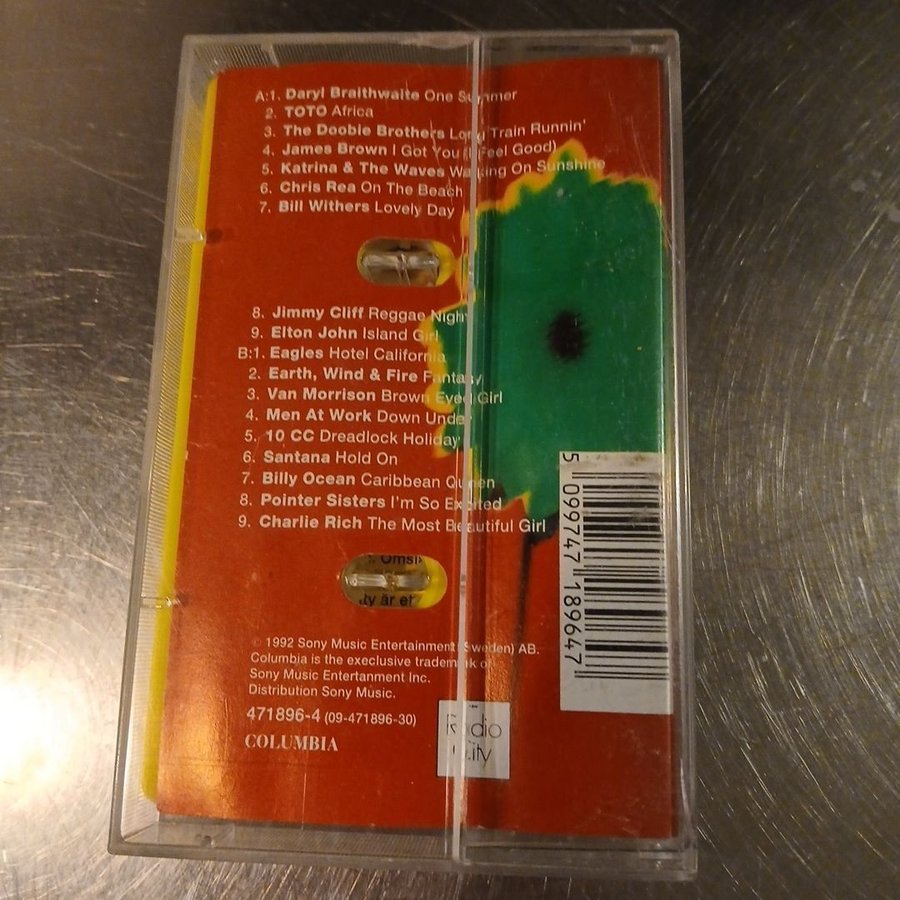 A:1. Daryl Braithwaite One Summer
2. TOTO Africa
3. The Doobie Brothers Long Train Runnin'
4. James Brown I Got You (I Feel Good)
5. Katrina & The Waves Walking On Sunshine
6. Chris Rea On The Beach
7. Bill Withers Lovely Day
8. Jimmy Cliff Reggae Night
9. Elton John Island Girl
B:1. Eagles Hotel California
2. Earth, Wind & Fire Fantasy
3. Van Morrison Brown Eyed Girl
4. Men At Work Down Under
5. 10 CC Dreadlock Holiday
6. Santana Hold On
7. Billy Ocean Caribbean Queen
8. Pointer Sisters I'm So Excited
9. Charlie Rich The Most Beautiful Girl
är
© 1992 Sony Music Entertainment (Sweden) AB.
Columbia is the execlusive trademark of
Sony Music Entertanment Inc.
Distribution Sony Music.
471896-4 (09-471896-30)
COLUMBIA
Radio
City
5 099747 189647